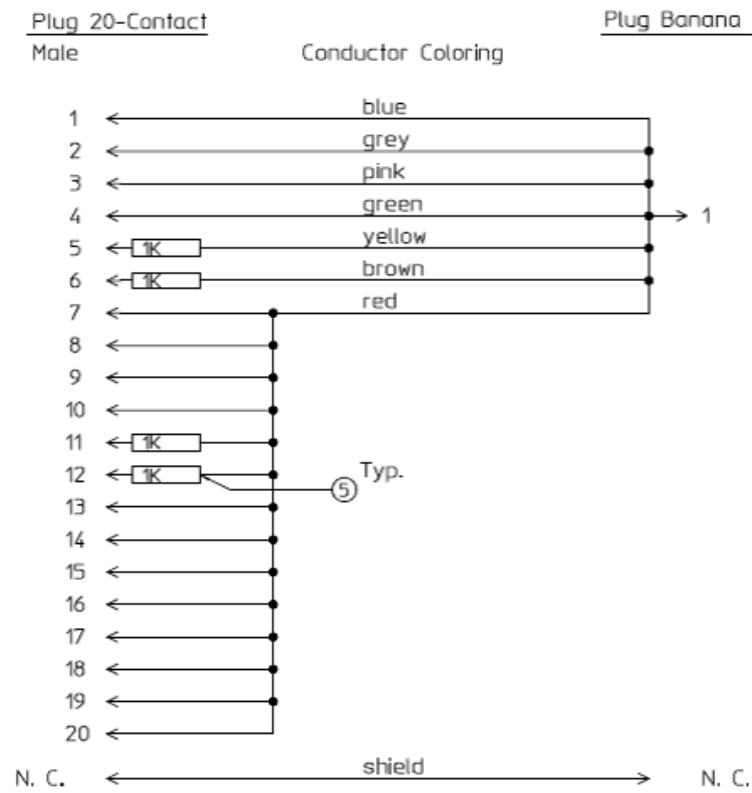 Plug 20-Contact Plug Banana
Male Conductor Coloring
1 blue
2 grey
3 pink
4 green 1
5 1K yellow
6 1K brown
7 red
8
9
10
11 1K
12 1K 5 Typ.
13
14
15
16
17
18
19
20
N. C. shield N. C.